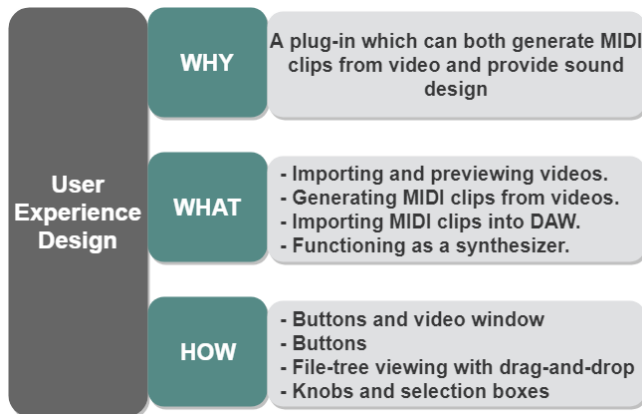 User
Experience
Design
WHY
A plug-in which can both generate MIDI
clips from video and provide sound
design
WHAT
- Importing and previewing videos.
- Generating MIDI clips from videos.
- Importing MIDI clips into DAW.
- Functioning as a synthesizer.
HOW
- Buttons and video window
- Buttons
- File-tree viewing with drag-and-drop
- Knobs and selection boxes